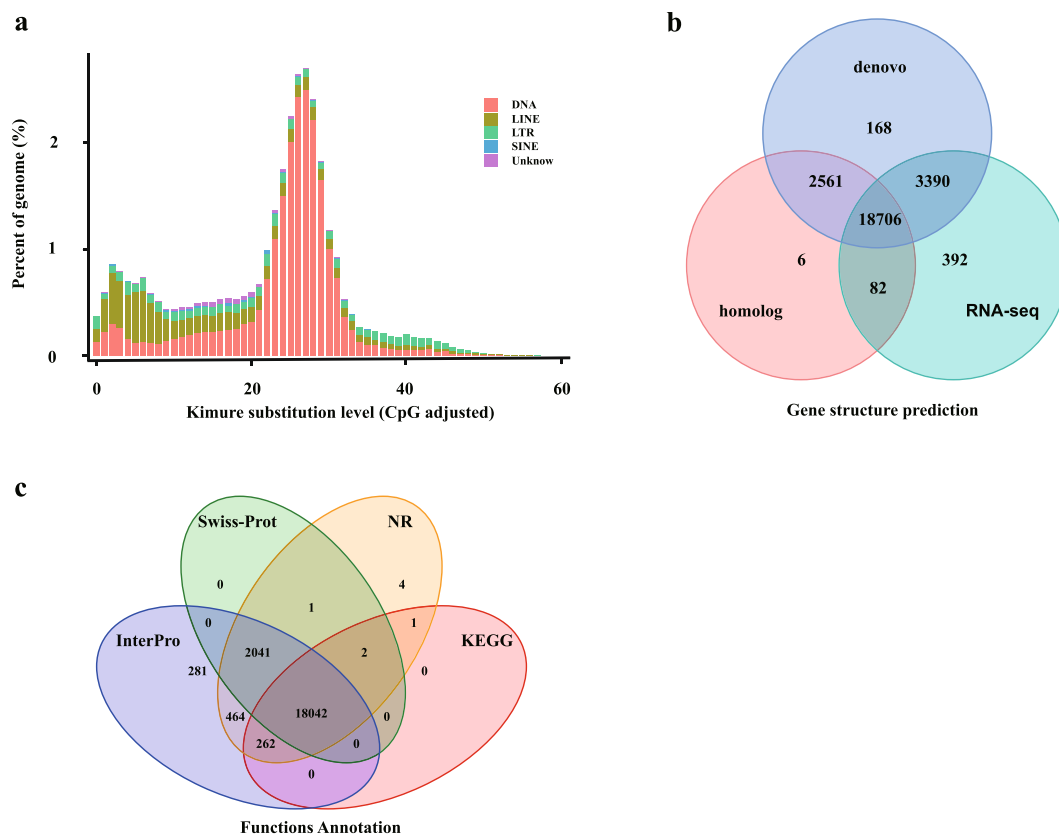 a
Percent of genome (%)
2
1
0
DNA
LINE
LTR
SINE
Unknow
0 20 40 60
Kimure substitution level (CpG adjusted)
b
denovo
168
2561 3390
18706
6 392
82
homolog RNA-seq
Gene structure prediction
c
Swiss-Prot NR
0 4
1
0 1
InterPro KEGG
2041 2
281 0
464 18042 0
262 0
0
Functions Annotation